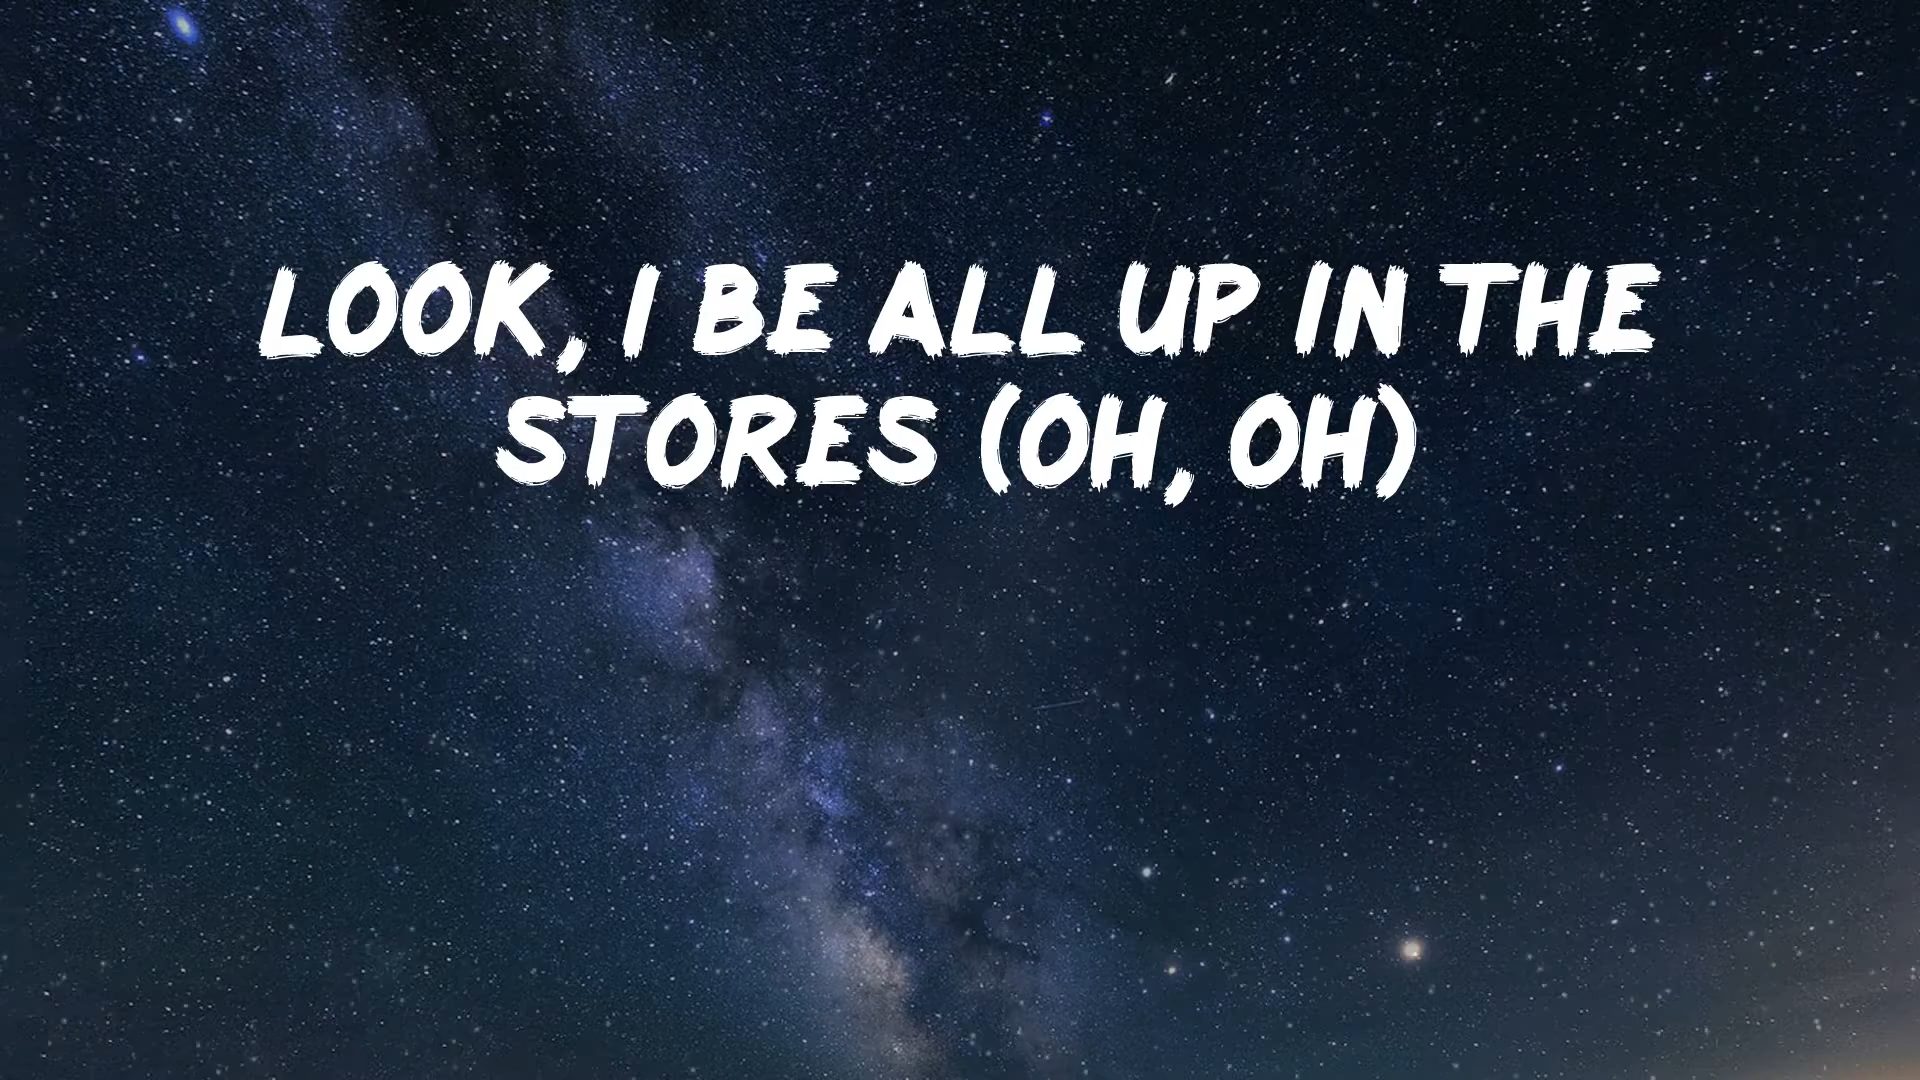 LOOK, I BE ALL UP IN THE
STORES (OH, OH)